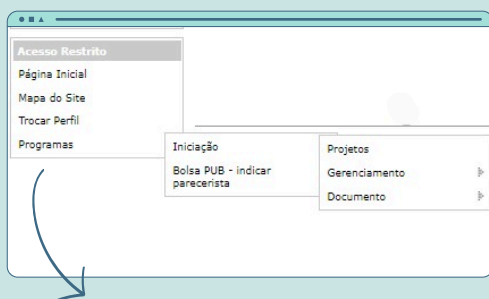 Acesso Restrito
Página Inicial
Mapa do Site
Trocar Perfil
Programas
Iniciação
Bolsa PUB - indicar
parecerista
Projetos
Gerenciamento
Documento